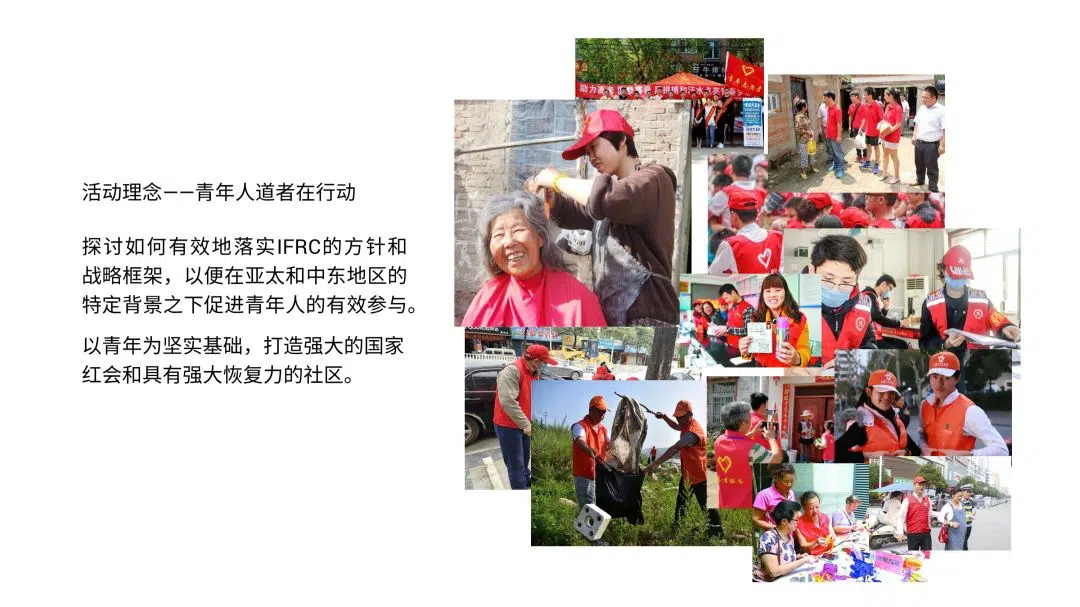 活动理念——青年人道者在行动
探讨如何有效地落实IFRC的方针和
战略框架，以便在亚太和中东地区的
特定背景之下促进青年人的有效参与。
以青年为坚实基础，打造强大的国家
红会和具有强大恢复力的社区。